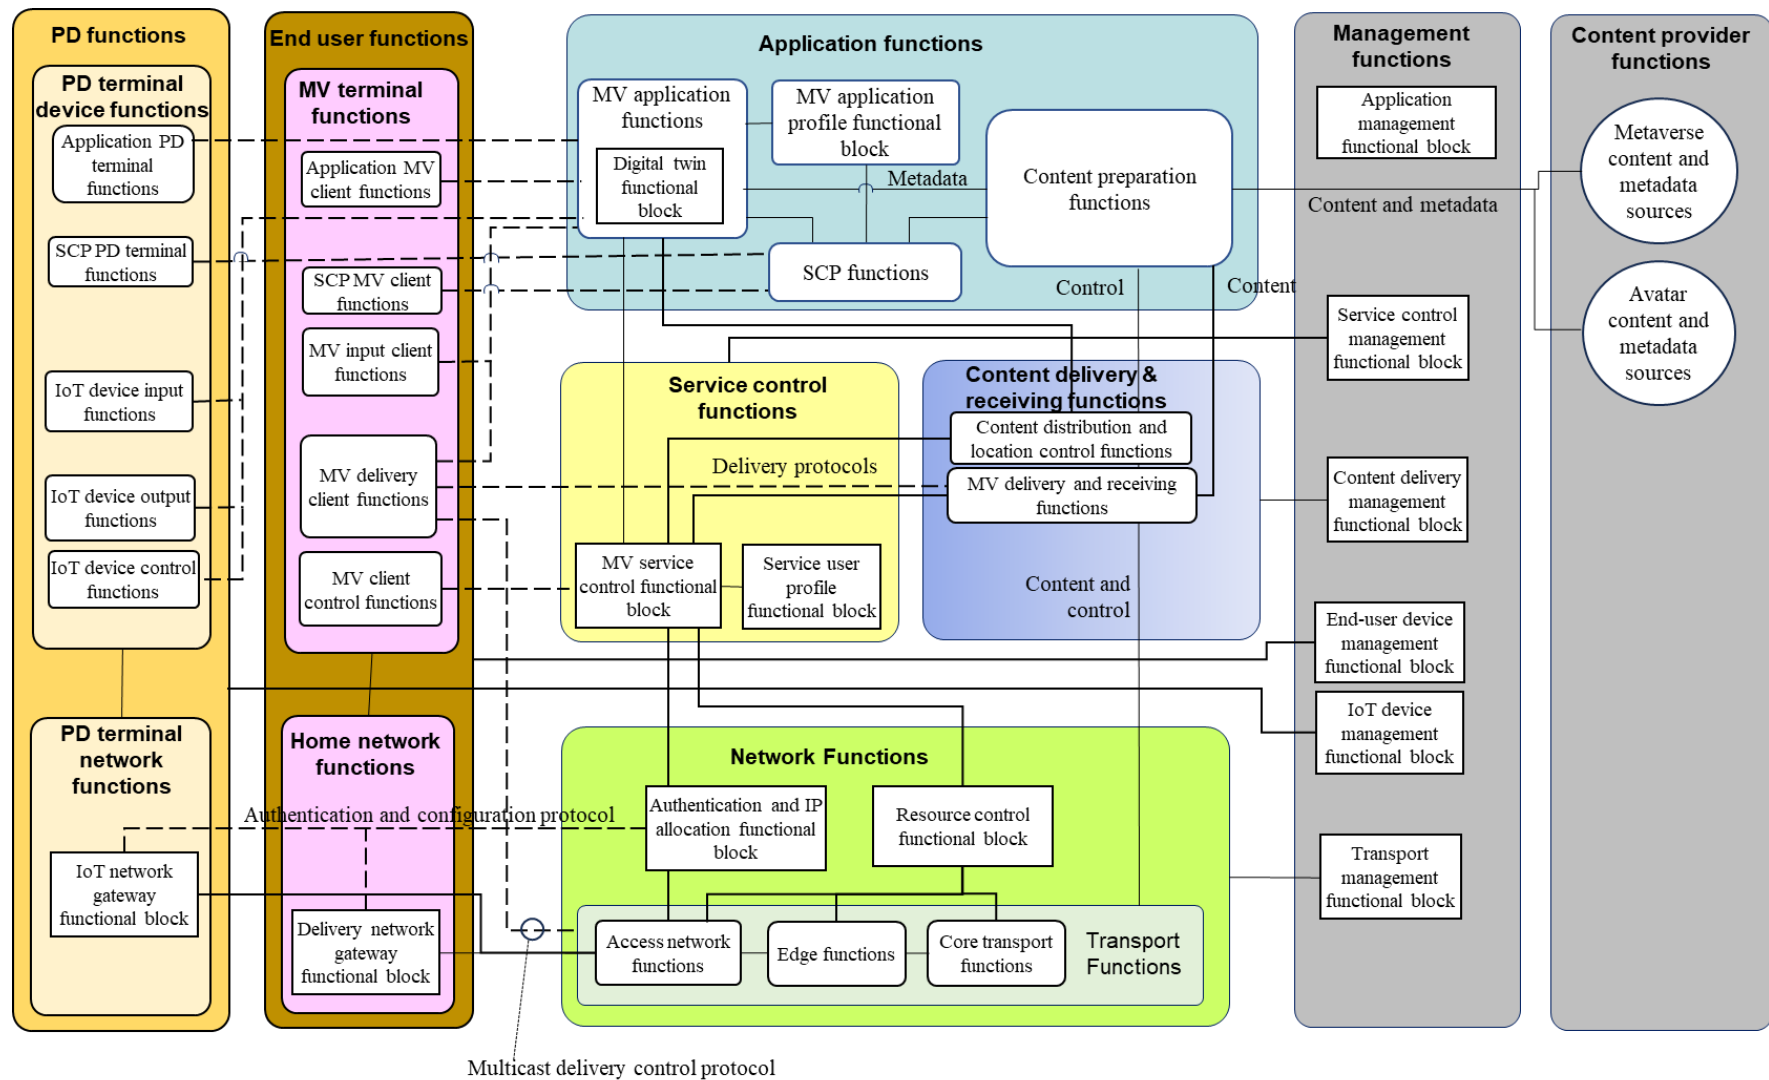 PD functions
PD terminal
device functions
Application PD
terminal
functions
SCP PD terminal
functions
IoT device input
functions
IoT device output
functions
IoT device control
functions
PD terminal
network
functions
IoT network
gateway
functional block
End user functions
MV terminal
functions
Application MV
client functions
SCP MV client
functions
MV input client
functions
MV delivery
client functions
MV client
control functions
Home network
functions
Authentication and configuration protocol
Delivery network
gateway
functional block
Application functions
MV application
functions
Digital twin
functional
block
MV application
profile functional
block
Metadata
Content preparation
functions
SCP functions
Control
Content
Service control
functions
Delivery protocols
MV service
control functional
block
Service user
profile
functional block
Content delivery &
receiving functions
Content distribution and
location control functions
MV delivery and receiving
functions
Content and
control
Network Functions
Authentication and IP
allocation functional
block
Resource control
functional block
Access network
functions
Edge functions
Core transport
functions
Transport
Functions
Multicast delivery control protocol
Management
functions
Application
management
functional block
Content and metadata
Service control
management
functional block
Content delivery
management
functional block
End-user device
management
functional block
IoT device
management
functional block
Transport
management
functional block
Content provider
functions
Metaverse
content and
metadata
sources
Avatar
content and
metadata
sources